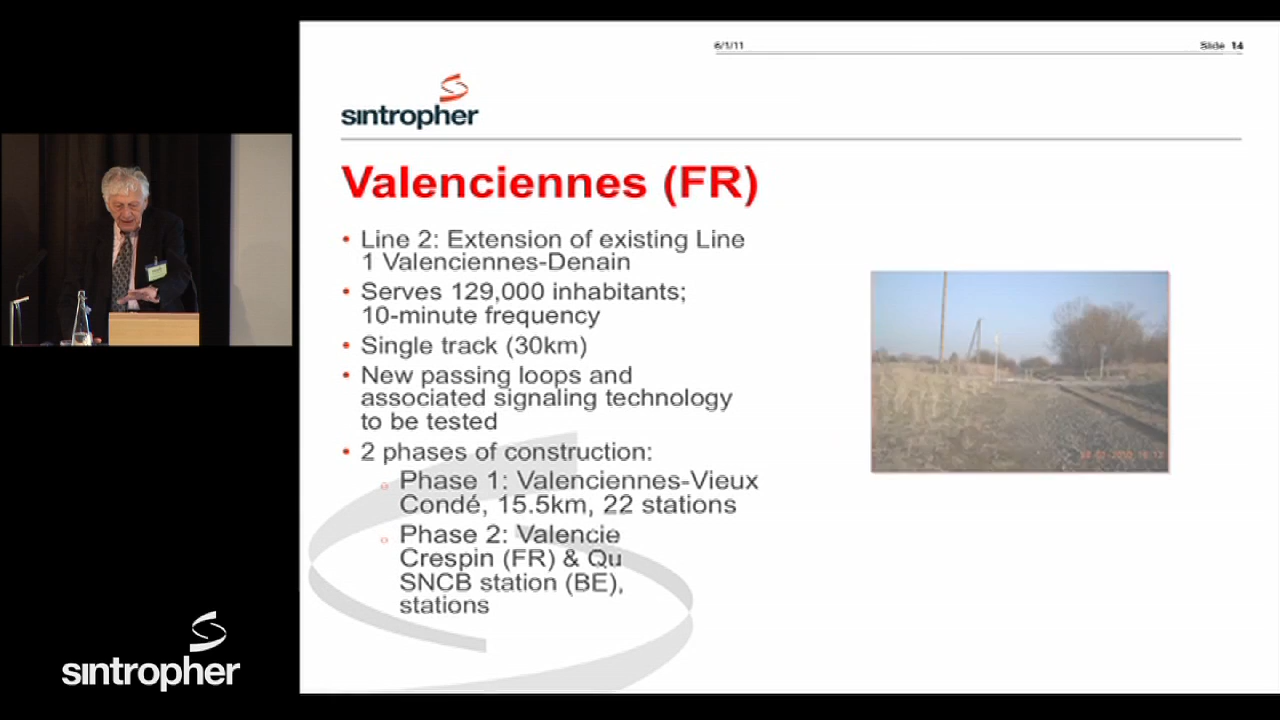 6/1/11
Slide 14
sintropher
Valenciennes (FR)
• Line 2: Extension of existing Line
1 Valenciennes-Denain
• Serves 129,000 inhabitants;
10-minute frequency
• Single track (30km)
• New passing loops and
associated signaling technology
to be tested
• 2 phases of construction:
o Phase 1: Valenciennes-Vieux
Condé, 15.5km, 22 stations
o Phase 2: Valencie
Crespin (FR) & Qu
SNCB station (BE),
stations
sintropher